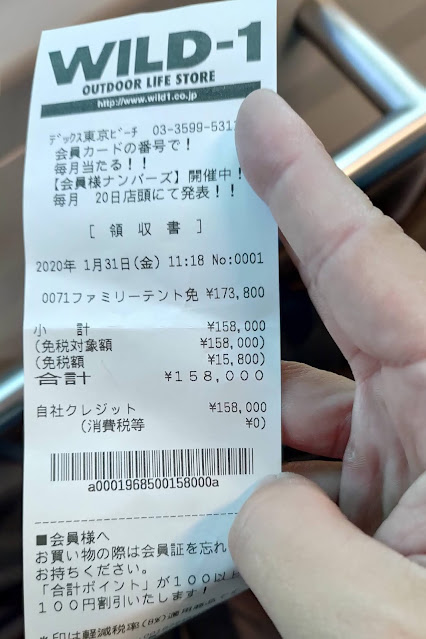 WILD-1
OUTDOOR LIFE STORE
http://www.wild1.co.jp
デックス東京ビーチ 03-3599-531
会員カードの番号で!
毎月当たる!!
【会員様ナンバーズ】開催中!
毎月 20日店頭にて発表!!
[ 領 収 書 ]
2020年 1月31日(金) 11:18 No:0001
0071ファミリーテント免 ¥173,800
小 計 ¥158,000
(免税対象額 ¥158,000)
(免税額 ¥15,800)
合計 ¥158,000
自社クレジット ¥158,000
(消費税等 ¥0)
a0001968500158000a
■会員様へ
お買い物の際は会員証を忘れ
お持ちください。
「合計ポイント」が100以上
100円割引いたします!
※印は軽減税率(8%)